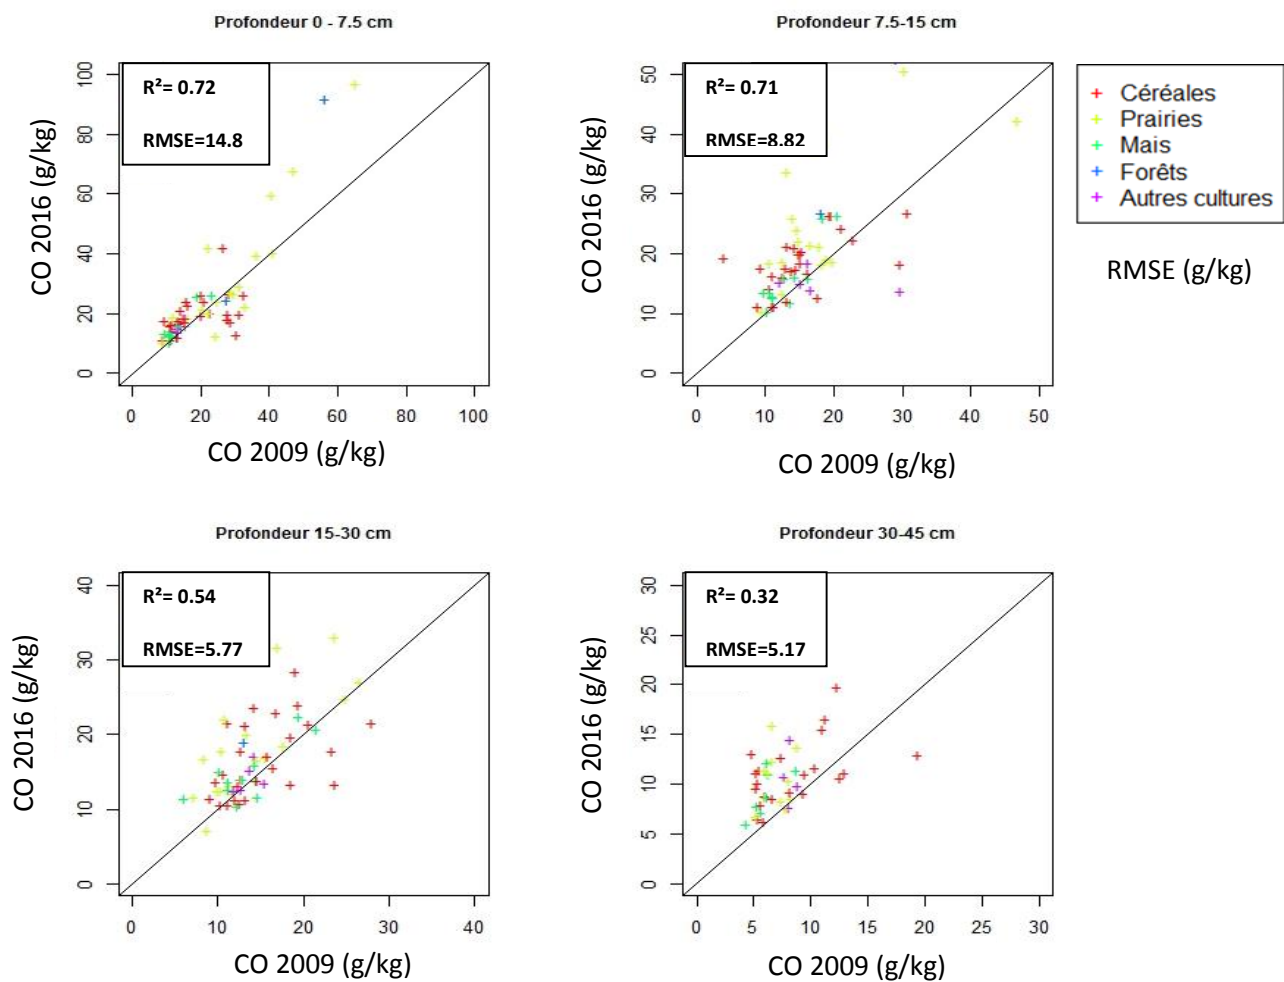 Profondeur 0 - 7.5 cm
R²= 0.72
RMSE=14.8
CO 2016 (g/kg)
0 20 40 60 80 100
0 20 40 60 80 100
CO 2009 (g/kg)
Profondeur 7.5-15 cm
R²= 0.71
RMSE=8.82
CO 2016 (g/kg)
0 10 20 30 40 50
0 10 20 30 40 50
CO 2009 (g/kg)
Céréales
Prairies
Mais
Forêts
Autres cultures
RMSE (g/kg)
Profondeur 15-30 cm
R²= 0.54
RMSE=5.77
CO 2016 (g/kg)
0 10 20 30 40
0 10 20 30 40
CO 2009 (g/kg)
Profondeur 30-45 cm
R²= 0.32
RMSE=5.17
CO 2016 (g/kg)
0 5 10 15 20 25 30
0 5 10 15 20 25 30
CO 2009 (g/kg)